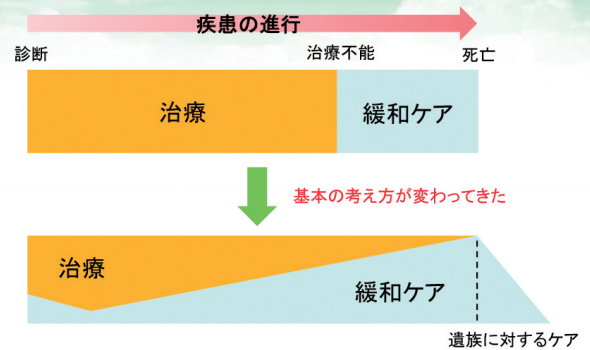 疾患の進行
診断
治療不能
死亡
治療
緩和ケア
基本の考え方が変わってきた
治療
緩和ケア
遺族に対するケア